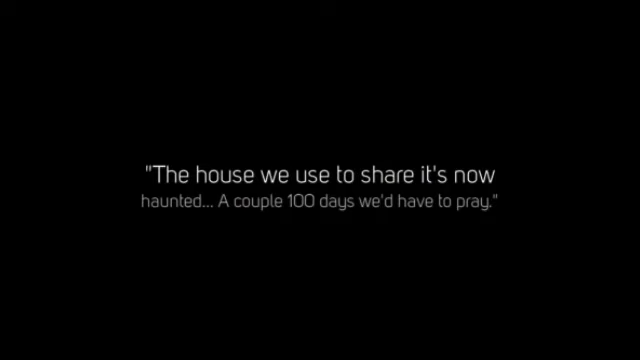 "The house we use to share it's now
haunted... A couple 100 days we'd have to pray."